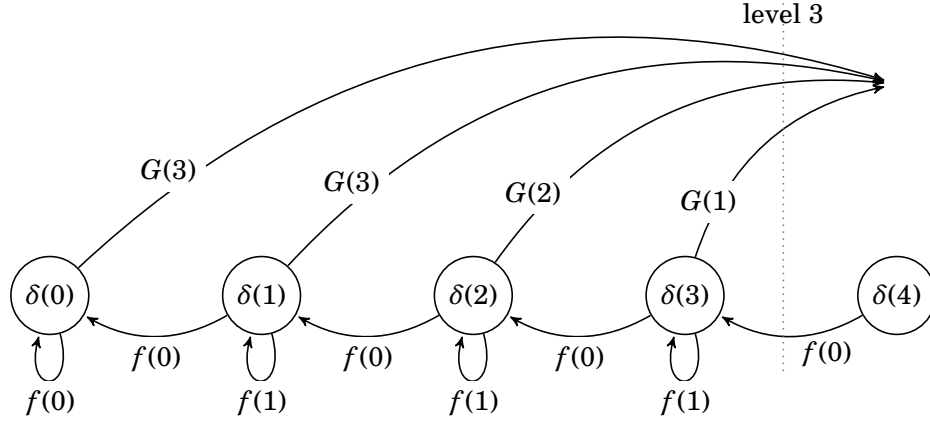 level 3
G(3)
G(3)
G(2)
G(1)
δ(0)
δ(1)
δ(2)
δ(3)
δ(4)
f(0)
f(0)
f(0)
f(0)
f(0)
f(1)
f(1)
f(1)